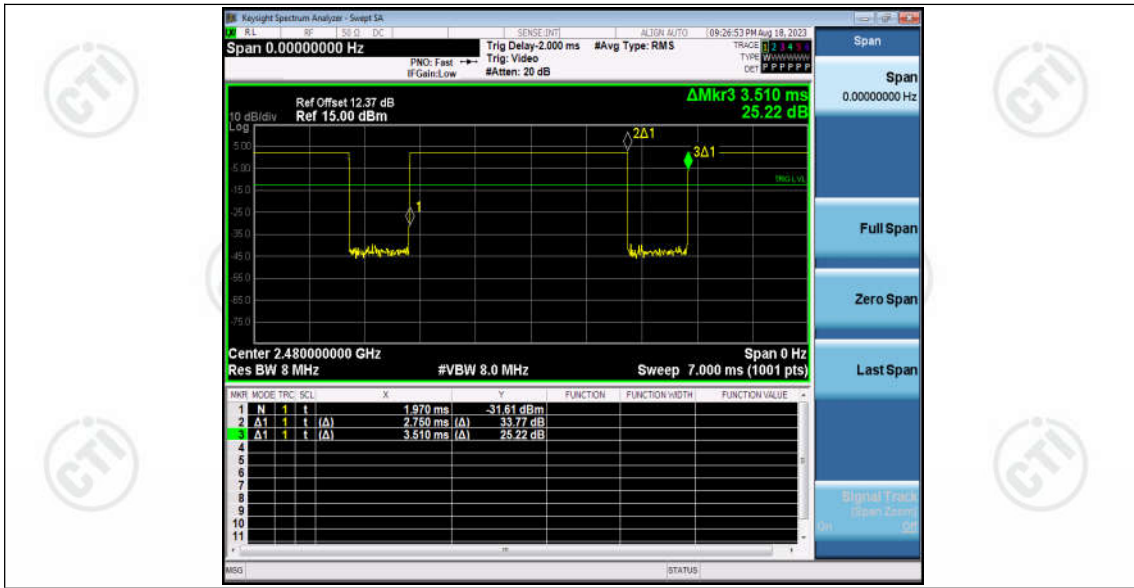 Keysight Spectrum Analyzer - Swept SA
RL RF 50 Ω DC SENSE:INT ALIGN AUTO 09:26:53 PM Aug 18, 2023
Span 0.00000000 Hz
PNO: Fast
IFGain:Low
Trig Delay-2.000 ms
Trig: Video
#Atten: 20 dB
#Avg Type: RMS
TRACE 1 2 3 4 5 6
TYPE WWWWWW
DET P P P P P P
Ref Offset 12.37 dB
Ref 15.00 dBm
10 dB/div
Log
ΔMkr3 3.510 ms
25.22 dB
5.00
-5.00
-15.0
-25.0
-35.0
-45.0
-55.0
-65.0
-75.0
2Δ1
3Δ1
1
TRIG LVL
Center 2.480000000 GHz
Span 0 Hz
Res BW 8 MHz
#VBW 8.0 MHz
Sweep 7.000 ms (1001 pts)
MKR MODE TRC SCL X Y FUNCTION FUNCTION WIDTH FUNCTION VALUE
1 N 1 t 1.970 ms -31.61 dBm
2 Δ1 1 t (Δ) 2.750 ms (Δ) 33.77 dB
3 Δ1 1 t (Δ) 3.510 ms (Δ) 25.22 dB
4
5
6
7
8
9
10
11
MSG
STATUS
Span
Span
0.00000000 Hz
Full Span
Zero Span
Last Span
Signal Track
(Span Zoom)
On Off
CTI
CTI
CTI
CTI